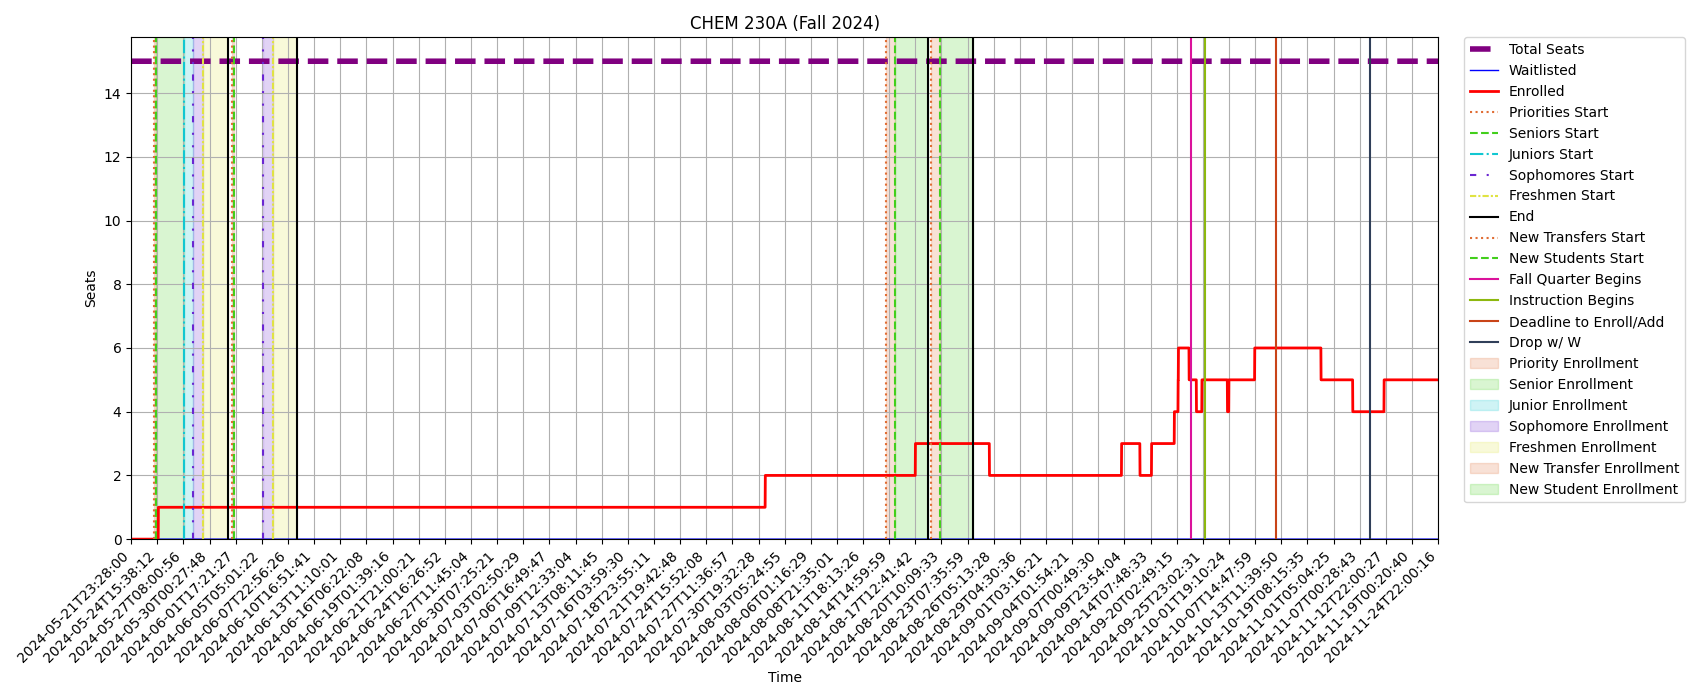 CHEM 230A (Fall 2024)
Seats
14
12
10
8
6
4
2
0
2024-05-21T23:28:00
2024-05-24T15:38:12
2024-05-27T08:00:56
2024-05-30T00:27:48
2024-06-01T17:21:27
2024-06-05T05:01:22
2024-06-07T22:56:26
2024-06-10T16:51:41
2024-06-13T11:10:01
2024-06-16T06:22:08
2024-06-19T01:39:16
2024-06-21T21:00:21
2024-06-24T16:26:52
2024-06-27T11:45:04
2024-06-30T07:25:21
2024-07-03T02:50:29
2024-07-06T16:49:47
2024-07-09T12:33:04
2024-07-13T08:11:45
2024-07-16T03:59:30
2024-07-18T23:55:11
2024-07-21T19:42:48
2024-07-24T15:52:08
2024-07-27T11:36:57
2024-07-30T19:32:28
2024-08-03T05:24:55
2024-08-06T01:16:29
2024-08-08T21:35:01
2024-08-11T18:13:26
2024-08-14T14:59:59
2024-08-17T12:41:42
2024-08-20T10:09:33
2024-08-23T07:35:59
2024-08-26T05:13:28
2024-08-29T04:30:36
2024-09-01T03:16:21
2024-09-04T01:54:21
2024-09-07T00:49:30
2024-09-09T23:54:04
2024-09-14T07:48:33
2024-09-20T02:49:15
2024-09-25T23:02:31
2024-10-01T19:10:24
2024-10-07T14:47:59
2024-10-13T11:39:50
2024-10-19T08:15:35
2024-11-01T05:04:25
2024-11-07T00:28:43
2024-11-12T22:00:27
2024-11-19T00:20:40
2024-11-24T22:00:16
Time
Total Seats
Waitlisted
Enrolled
Priorities Start
Seniors Start
Juniors Start
Sophomores Start
Freshmen Start
End
New Transfers Start
New Students Start
Fall Quarter Begins
Instruction Begins
Deadline to Enroll/Add
Drop w/ W
Priority Enrollment
Senior Enrollment
Junior Enrollment
Sophomore Enrollment
Freshmen Enrollment
New Transfer Enrollment
New Student Enrollment